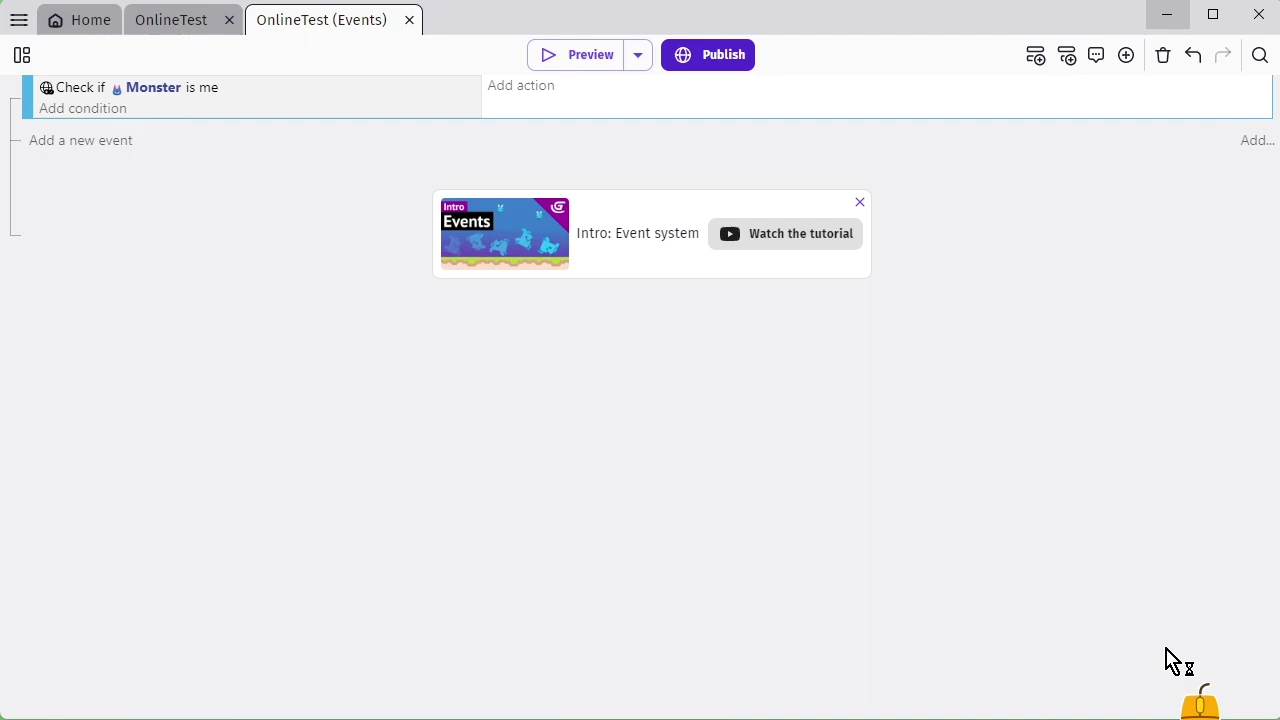 Home
OnlineTest
OnlineTest (Events)
Preview
Publish
Check if Monster is me
Add action
Add condition
Add a new event
Add...
Intro
Events
Intro: Event system
Watch the tutorial